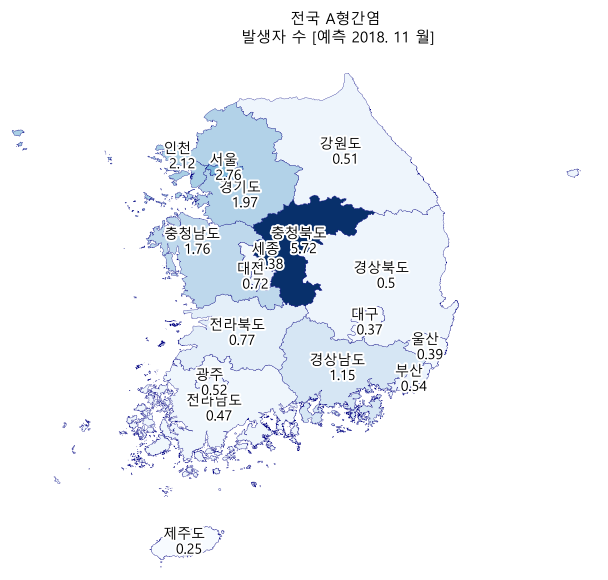 전국 A형간염
발생자 수 [예측 2018. 11 월]
강원도
0.51
인천
2.12
서울
2.76
경기도
1.97
충청남도
1.76
충청북도
5.72
세종
.38
대전
0.72
경상북도
0.5
대구
0.37
전라북도
0.77
울산
0.39
경상남도
1.15
부산
0.54
광주
0.52
전라남도
0.47
제주도
0.25